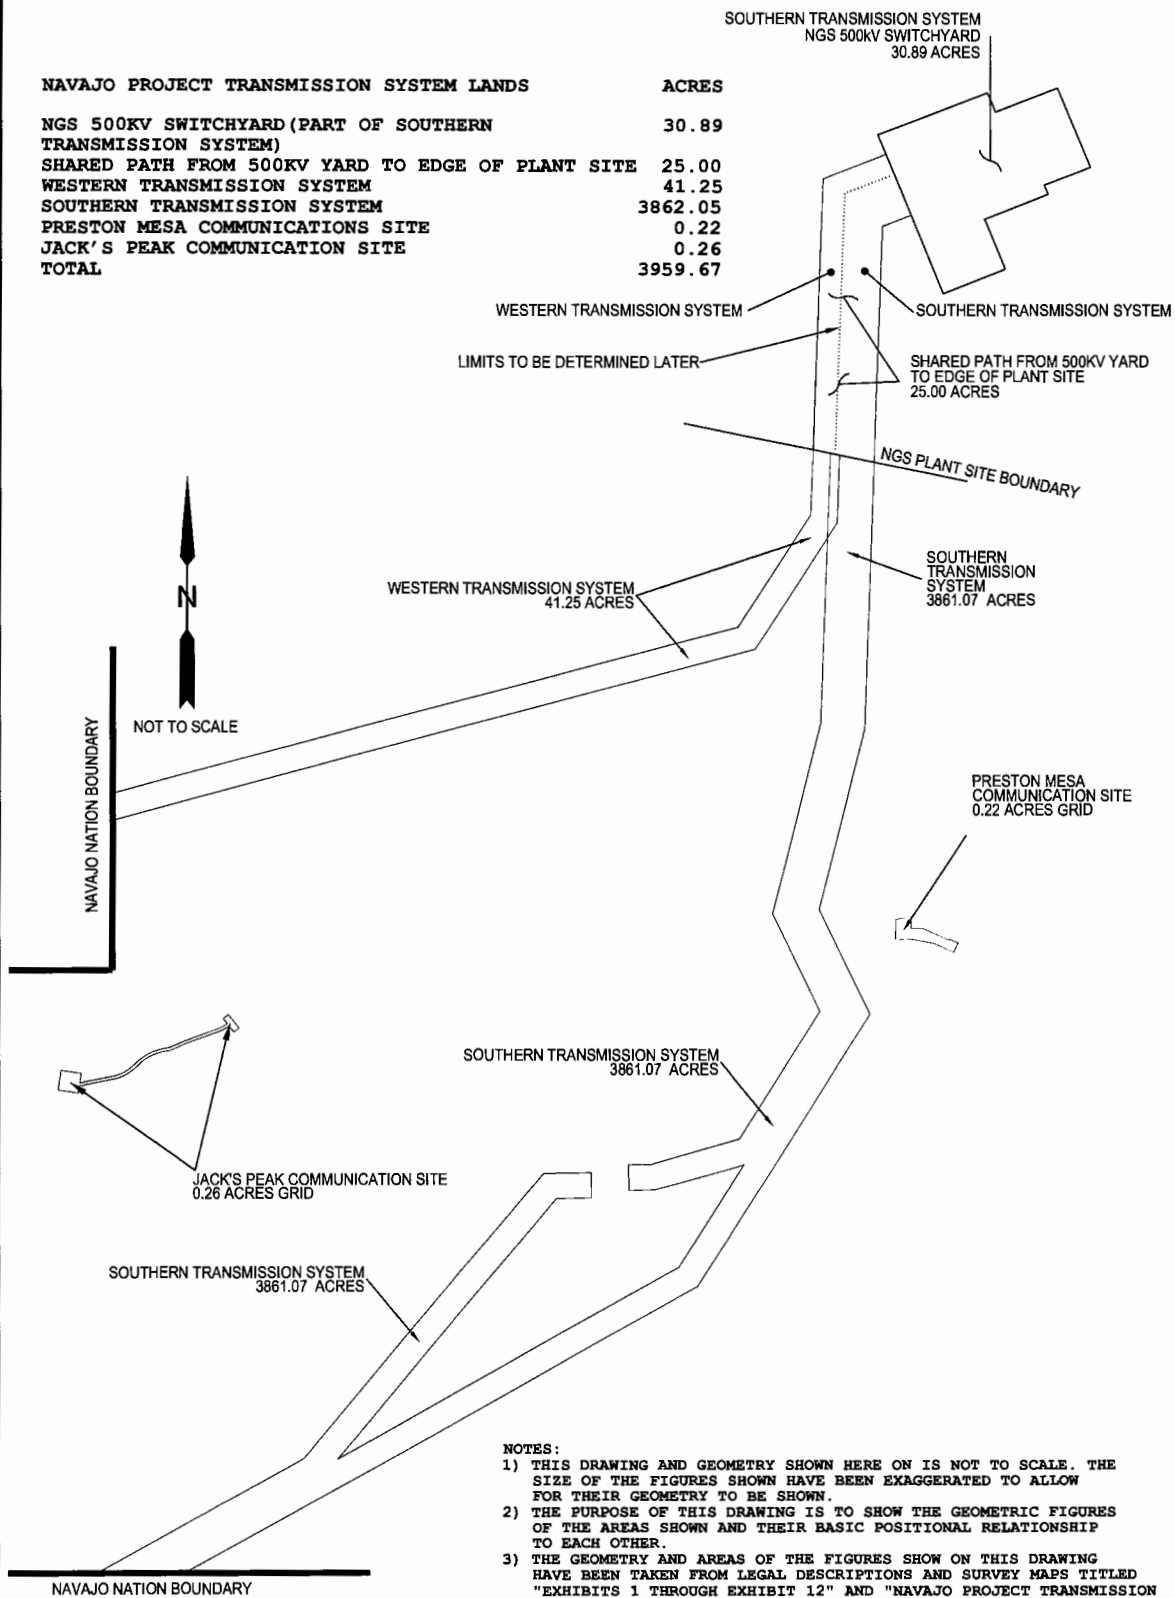 SOUTHERN TRANSMISSION SYSTEM
NGS 500kV SWITCHYARD
30.89 ACRES
NAVAJO PROJECT TRANSMISSION SYSTEM LANDS ACRES
NGS 500KV SWITCHYARD(PART OF SOUTHERN 30.89
TRANSMISSION SYSTEM)
SHARED PATH FROM 500KV YARD TO EDGE OF PLANT SITE 25.00
WESTERN TRANSMISSION SYSTEM 41.25
SOUTHERN TRANSMISSION SYSTEM 3862.05
PRESTON MESA COMMUNICATIONS SITE 0.22
JACK'S PEAK COMMUNICATION SITE 0.26
TOTAL 3959.67
WESTERN TRANSMISSION SYSTEM
SOUTHERN TRANSMISSION SYSTEM
LIMITS TO BE DETERMINED LATER
SHARED PATH FROM 500KV YARD
TO EDGE OF PLANT SITE
25.00 ACRES
NGS PLANT SITE BOUNDARY
SOUTHERN
TRANSMISSION
SYSTEM
3861.07 ACRES
WESTERN TRANSMISSION SYSTEM
41.25 ACRES
N
NOT TO SCALE
NAVAJO NATION BOUNDARY
PRESTON MESA
COMMUNICATION SITE
0.22 ACRES GRID
SOUTHERN TRANSMISSION SYSTEM
3861.07 ACRES
JACK'S PEAK COMMUNICATION SITE
0.26 ACRES GRID
SOUTHERN TRANSMISSION SYSTEM
3861.07 ACRES
NOTES:
1) THIS DRAWING AND GEOMETRY SHOWN HERE ON IS NOT TO SCALE. THE
SIZE OF THE FIGURES SHOWN HAVE BEEN EXAGGERATED TO ALLOW
FOR THEIR GEOMETRY TO BE SHOWN.
2) THE PURPOSE OF THIS DRAWING IS TO SHOW THE GEOMETRIC FIGURES
OF THE AREAS SHOWN AND THEIR BASIC POSITIONAL RELATIONSHIP
TO EACH OTHER.
3) THE GEOMETRY AND AREAS OF THE FIGURES SHOW ON THIS DRAWING
HAVE BEEN TAKEN FROM LEGAL DESCRIPTIONS AND SURVEY MAPS TITLED
"EXHIBITS 1 THROUGH EXHIBIT 12" AND "NAVAJO PROJECT TRANSMISSION
NAVAJO NATION BOUNDARY